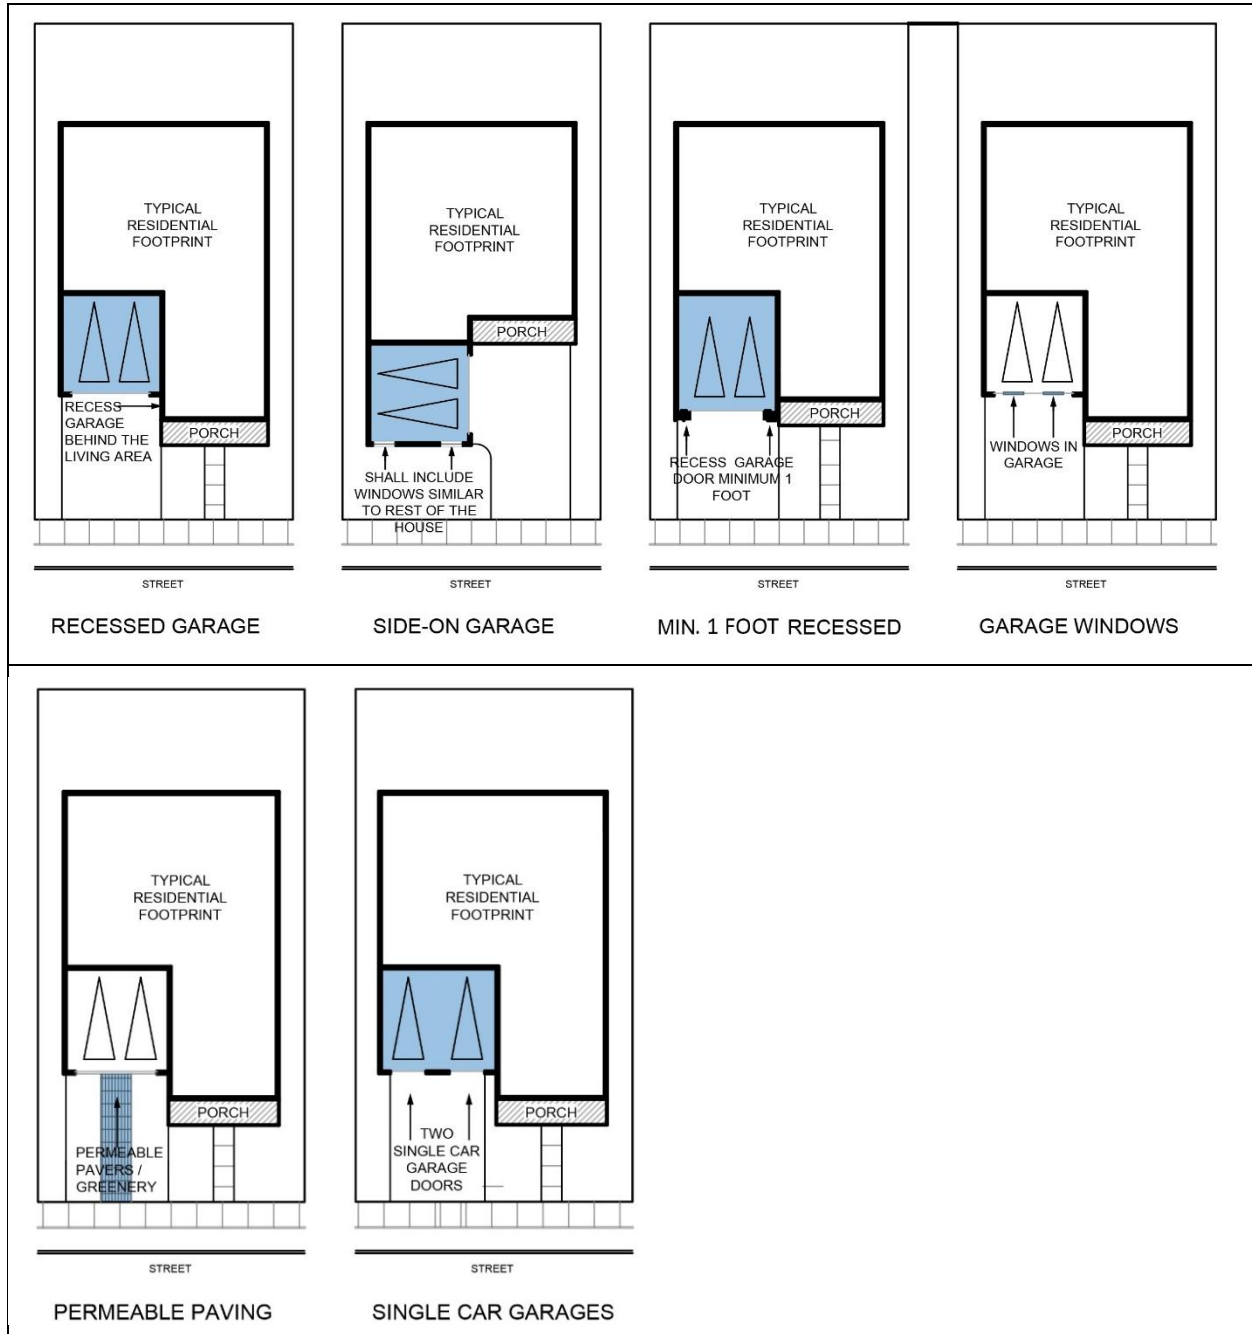 TYPICAL
RESIDENTIAL
FOOTPRINT
RECESS
GARAGE
BEHIND THE
LIVING AREA
PORCH
STREET
RECESSED GARAGE
TYPICAL
RESIDENTIAL
FOOTPRINT
PORCH
SHALL INCLUDE
WINDOWS SIMILAR
TO REST OF THE
HOUSE
STREET
SIDE-ON GARAGE
TYPICAL
RESIDENTIAL
FOOTPRINT
PORCH
RECESS GARAGE
DOOR MINIMUM 1
FOOT
STREET
MIN. 1 FOOT RECESSED
TYPICAL
RESIDENTIAL
FOOTPRINT
PORCH
WINDOWS IN
GARAGE
STREET
GARAGE WINDOWS
TYPICAL
RESIDENTIAL
FOOTPRINT
PORCH
PERMEABLE
PAVERS /
GREENERY
STREET
PERMEABLE PAVING
TYPICAL
RESIDENTIAL
FOOTPRINT
PORCH
TWO
SINGLE CAR
GARAGE
DOORS
STREET
SINGLE CAR GARAGES